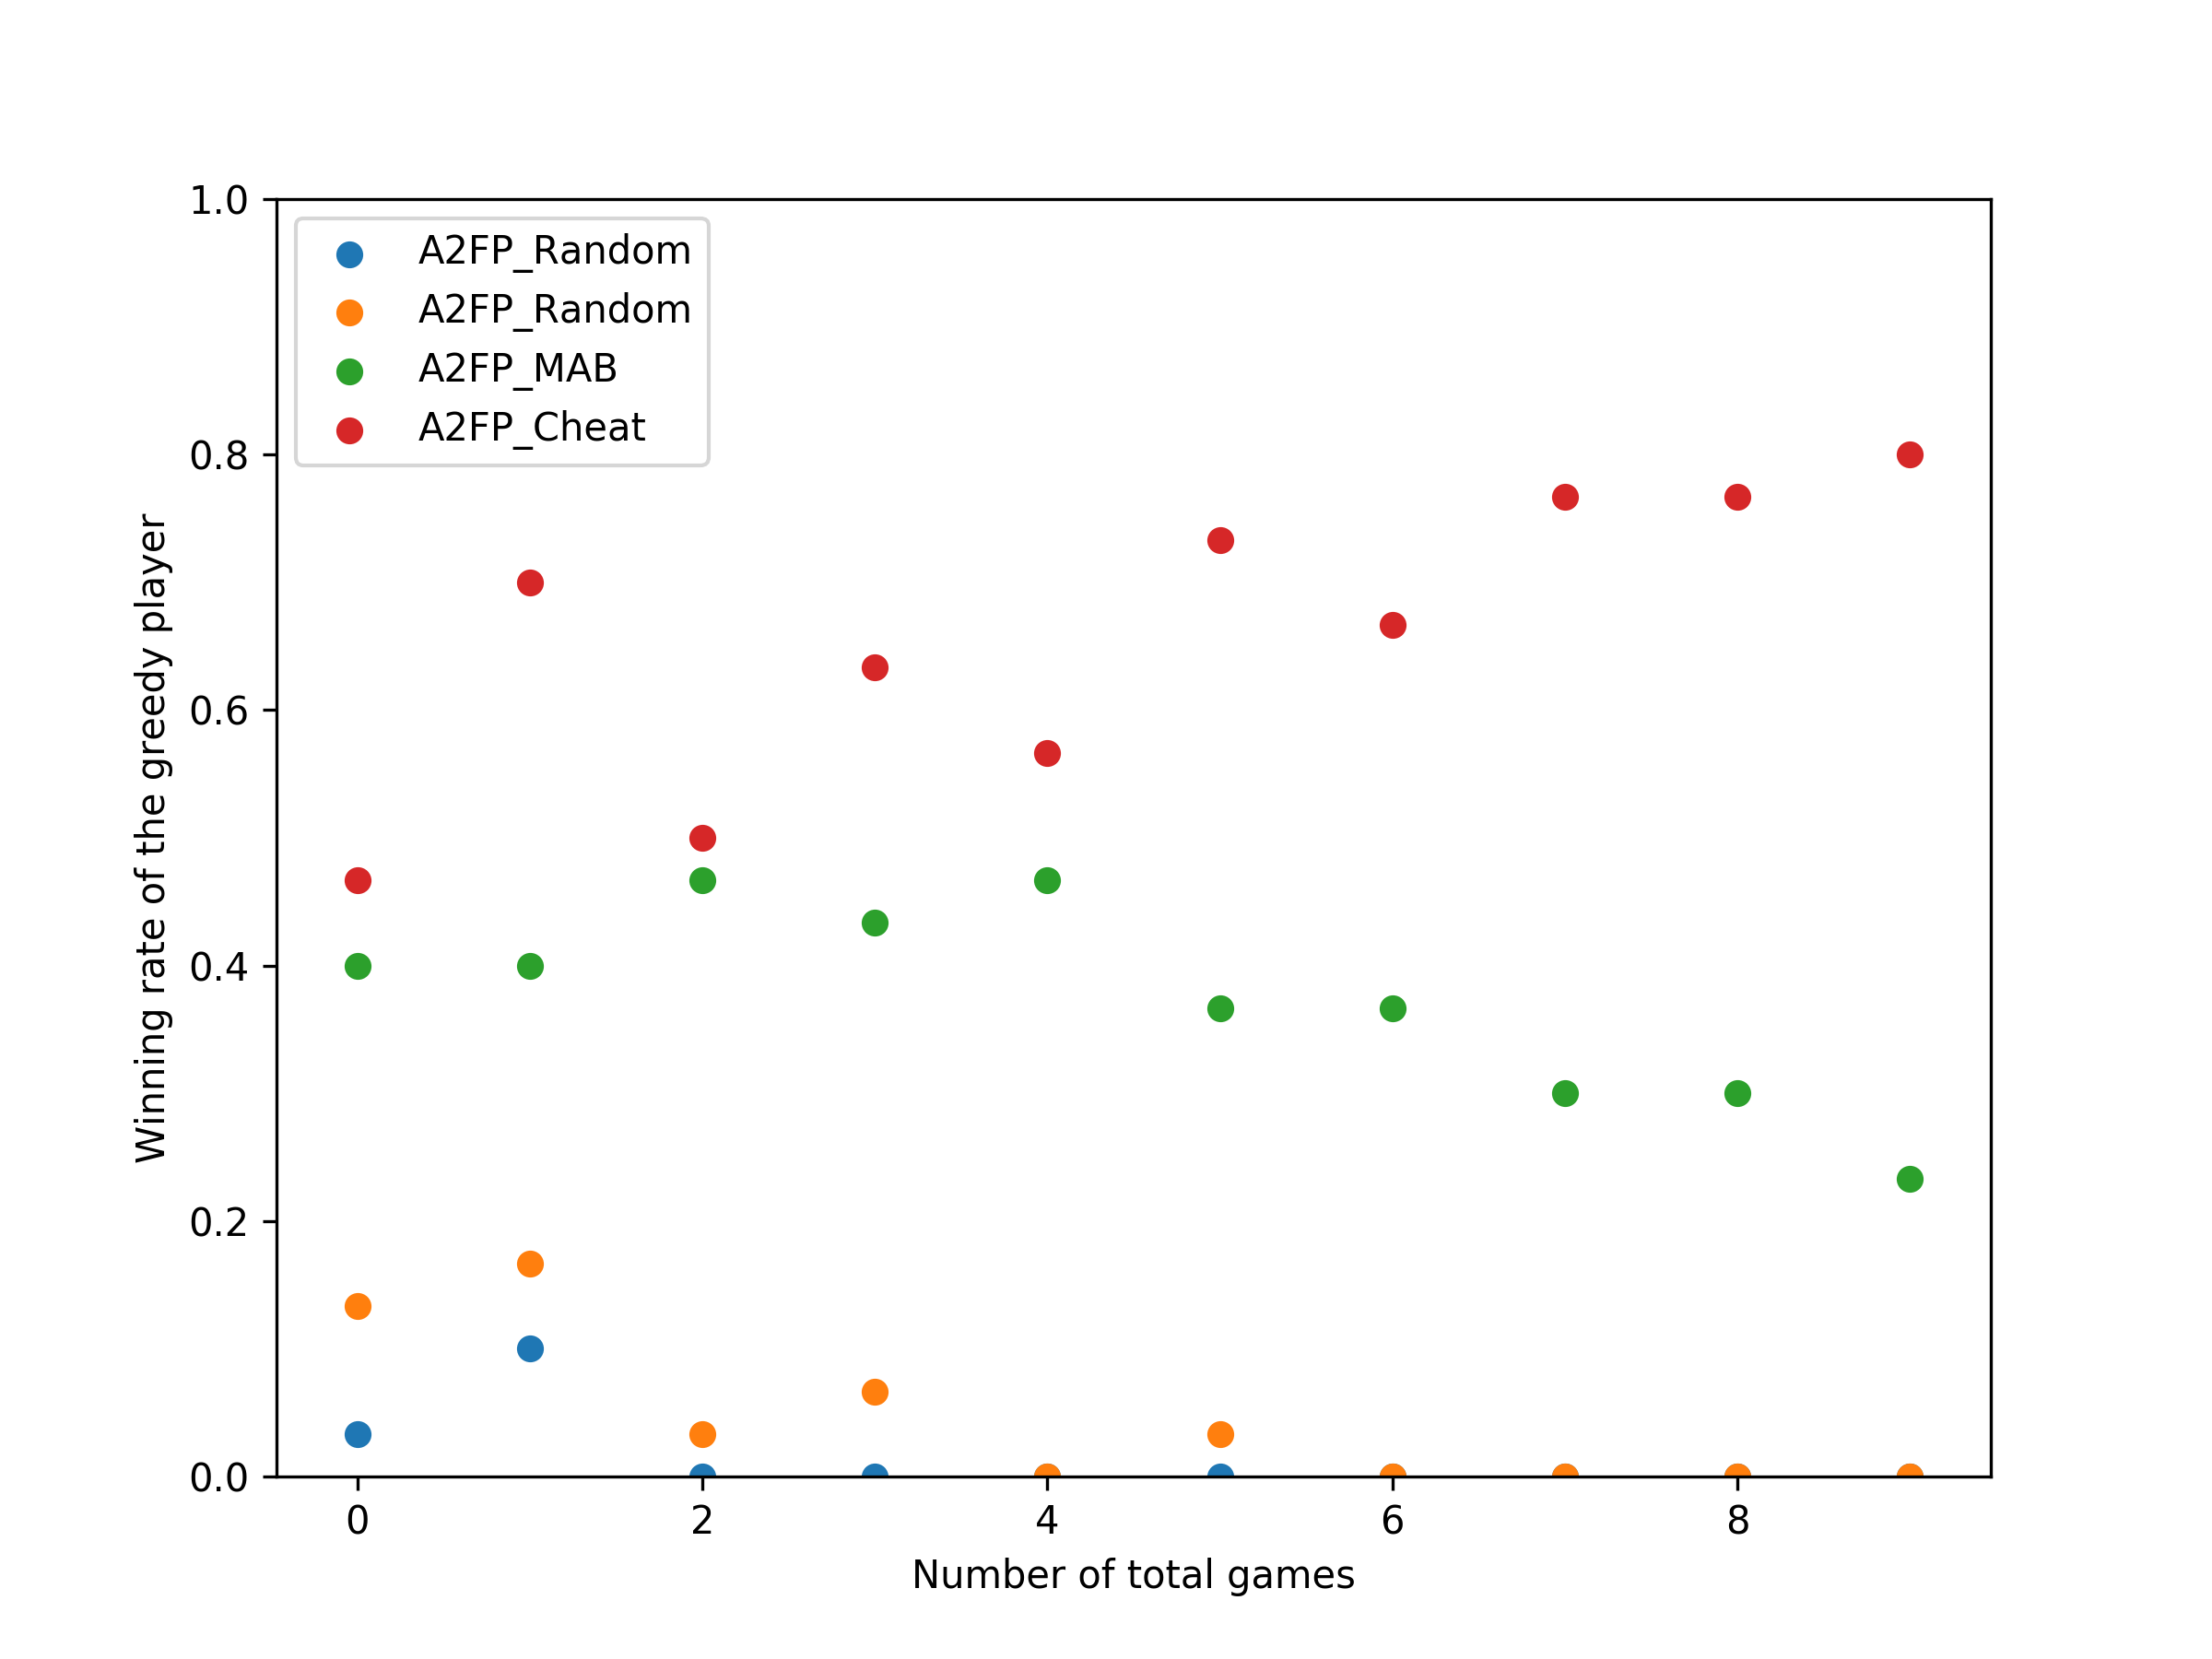 1.0
0.8
0.6
0.4
0.2
0.0
Winning rate of the greedy player
A2FP_Random
A2FP_Random
A2FP_MAB
A2FP_Cheat
0 2 4 6 8
Number of total games